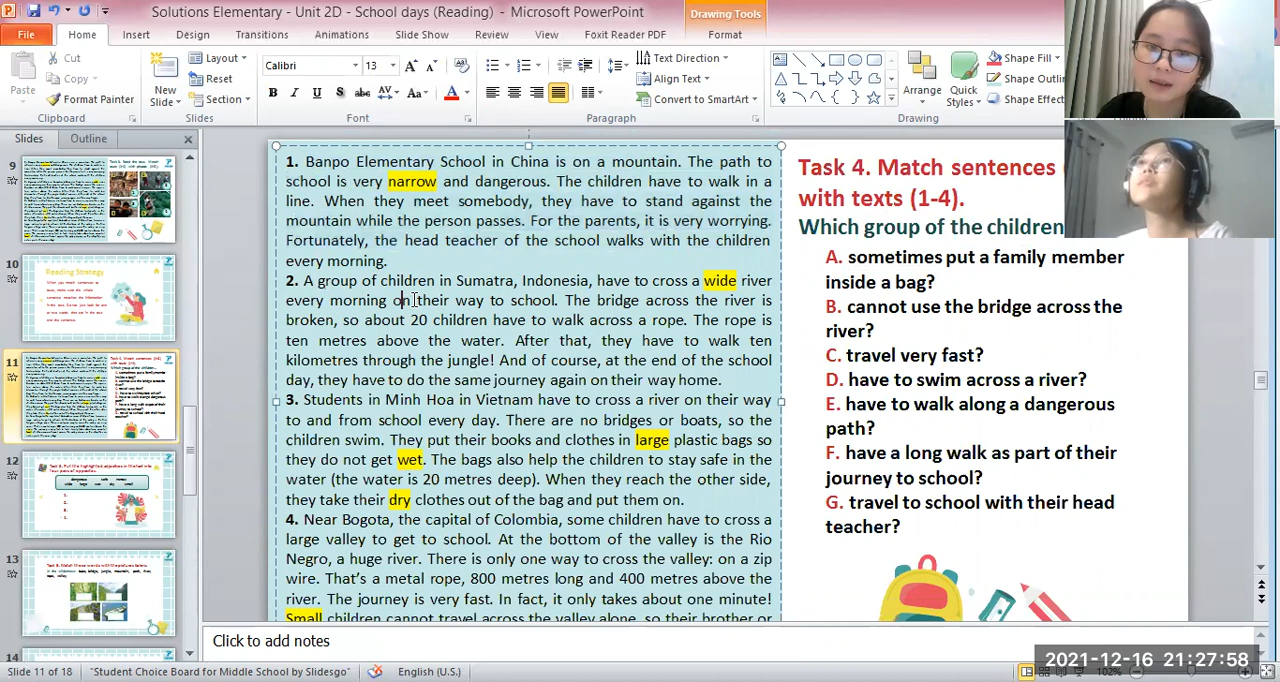 Solutions Elementary - Unit 2D - School days (Reading) - Microsoft PowerPoint
Drawing Tools
File Home Insert Design Transitions Animations Slide Show Review View Foxit Reader PDF Format
Cut
Copy
Format Painter
Paste
Clipboard
New Slide
Layout
Reset
Section
Slides
Calibri 13
Font
Paragraph
Text Direction
Align Text
Convert to SmartArt
Arrange
Quick Styles
Shape Fill
Shape Outli
Shape Effect
Drawing
Slides Outline
9
10
Reading Strategy
11
12
13
14
1. Banpo Elementary School in China is on a mountain. The path to
school is very narrow and dangerous. The children have to walk in a
line. When they meet somebody, they have to stand against the
mountain while the person passes. For the parents, it is very worrying.
Fortunately, the head teacher of the school walks with the children
every morning.
2. A group of children in Sumatra, Indonesia, have to cross a wide river
every morning on their way to school. The bridge across the river is
broken, so about 20 children have to walk across a rope. The rope is
ten metres above the water. After that, they have to walk ten
kilometres through the jungle! And of course, at the end of the school
day, they have to do the same journey again on their way home.
3. Students in Minh Hoa in Vietnam have to cross a river on their way
to and from school every day. There are no bridges or boats, so the
children swim. They put their books and clothes in large plastic bags so
they do not get wet. The bags also help the children to stay safe in the
water (the water is 20 metres deep). When they reach the other side,
they take their dry clothes out of the bag and put them on.
4. Near Bogota, the capital of Colombia, some children have to cross a
large valley to get to school. At the bottom of the valley is the Rio
Negro, a huge river. There is only one way to cross the valley: on a zip
wire. That's a metal rope, 800 metres long and 400 metres above the
river. The journey is very fast. In fact, it only takes about one minute!
Small children cannot travel across the valley alone, so their brother or
Task 4. Match sentences
with texts (1-4).
Which group of the children
A. sometimes put a family member
inside a bag?
B. cannot use the bridge across the
river?
C. travel very fast?
D. have to swim across a river?
E. have to walk along a dangerous
path?
F. have a long walk as part of their
journey to school?
G. travel to school with their head
teacher?
Click to add notes
Slide 11 of 18 "Student Choice Board for Middle School by Slidesgo" English (U.S.) 102%
2021-12-16 21:27:58